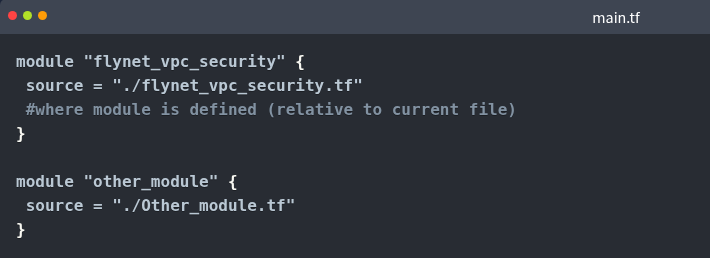 main.tf
module "flynet_vpc_security" {
source = "./flynet_vpc_security.tf"
#where module is defined (relative to current file)
}
module "other_module" {
source = "./Other_module.tf"
}